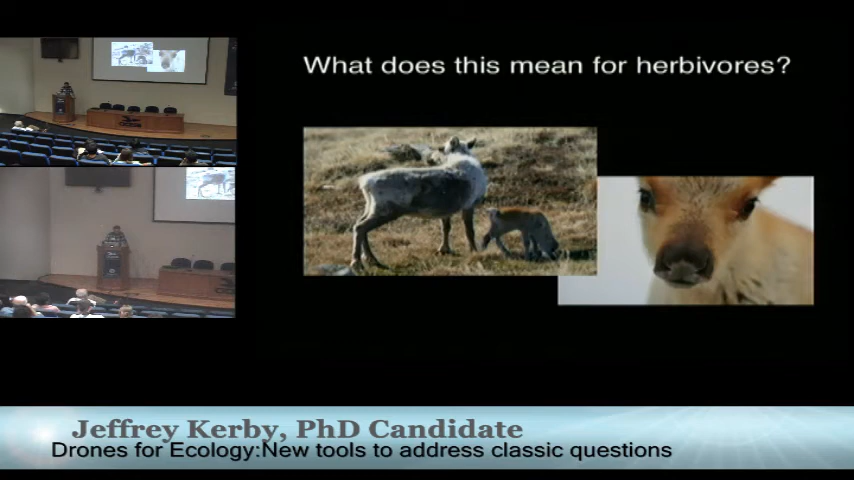 What does this mean for herbivores?
Jeffrey Kerby, PhD Candidate
Drones for Ecology:New tools to address classic questions